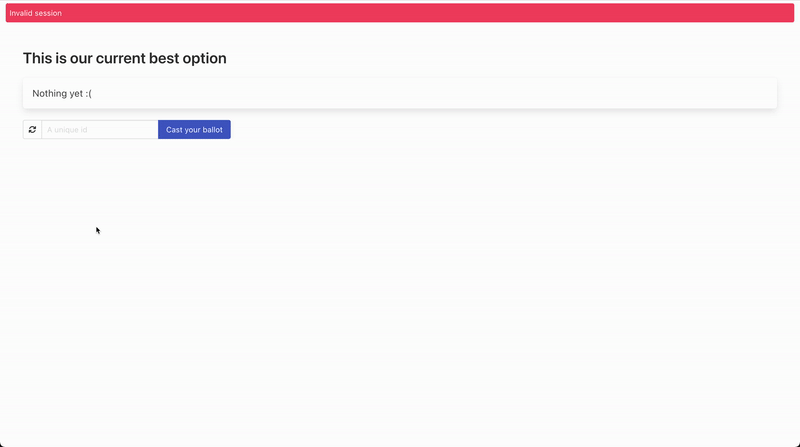 Invalid session
This is our current best option
Nothing yet :(
A unique id
Cast your ballot